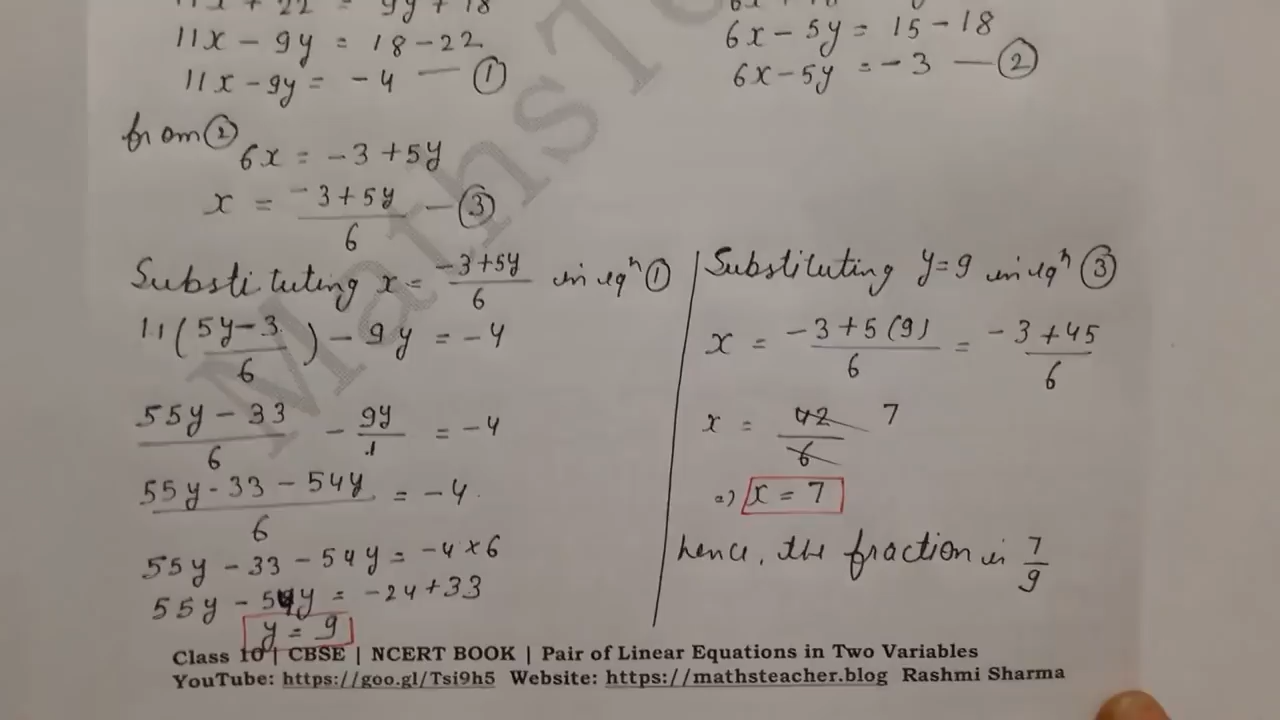 11x + 22 = 9y + 18
11x - 9y = 18 - 22
11x - 9y = -4 — ①
6x - 5y = 15 - 18
6x - 5y = -3 — ②
from ②
6x = -3 + 5y
x = (-3 + 5y)/6 — ③
Substituting x = (-3+5y)/6 in eqⁿ ①
11((5y-3)/6) - 9y = -4
(55y - 33)/6 - 9y/1 = -4
(55y - 33 - 54y)/6 = -4
55y - 33 - 54y = -4 × 6
55y - 54y = -24 + 33
y = 9
Substituting y = 9 in eqⁿ ③
x = (-3 + 5(9))/6 = (-3 + 45)/6
x = 42/6 7
x = 7
hence, the fraction is 7/9
MathsTe
Class 10 | CBSE | NCERT BOOK | Pair of Linear Equations in Two Variables
YouTube: https://goo.gl/Tsi9h5 Website: https://mathsteacher.blog Rashmi Sharma